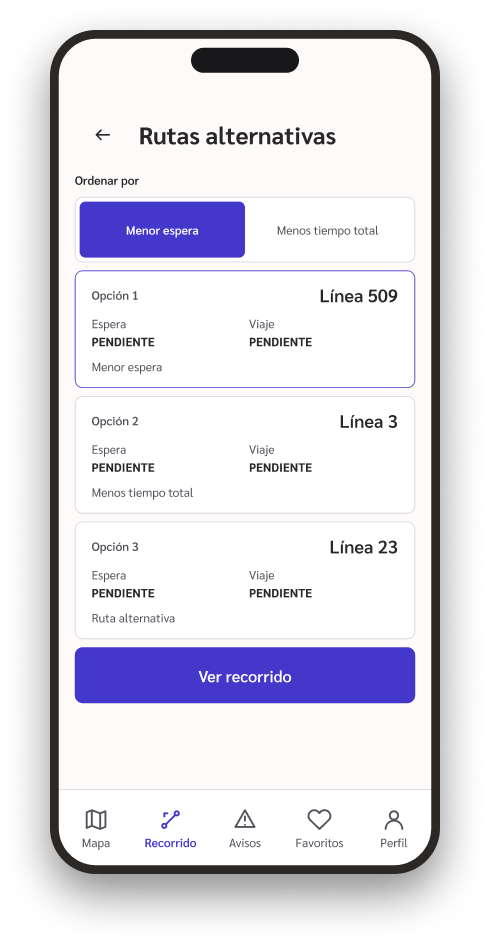 Rutas alternativas
Ordenar por
Menor espera
Menos tiempo total
Opción 1
Línea 509
Espera
Viaje
PENDIENTE
PENDIENTE
Menor espera
Opción 2
Línea 3
Espera
Viaje
PENDIENTE
PENDIENTE
Menos tiempo total
Opción 3
Línea 23
Espera
Viaje
PENDIENTE
PENDIENTE
Ruta alternativa
Ver recorrido
Mapa
Recorrido
Avisos
Favoritos
Perfil